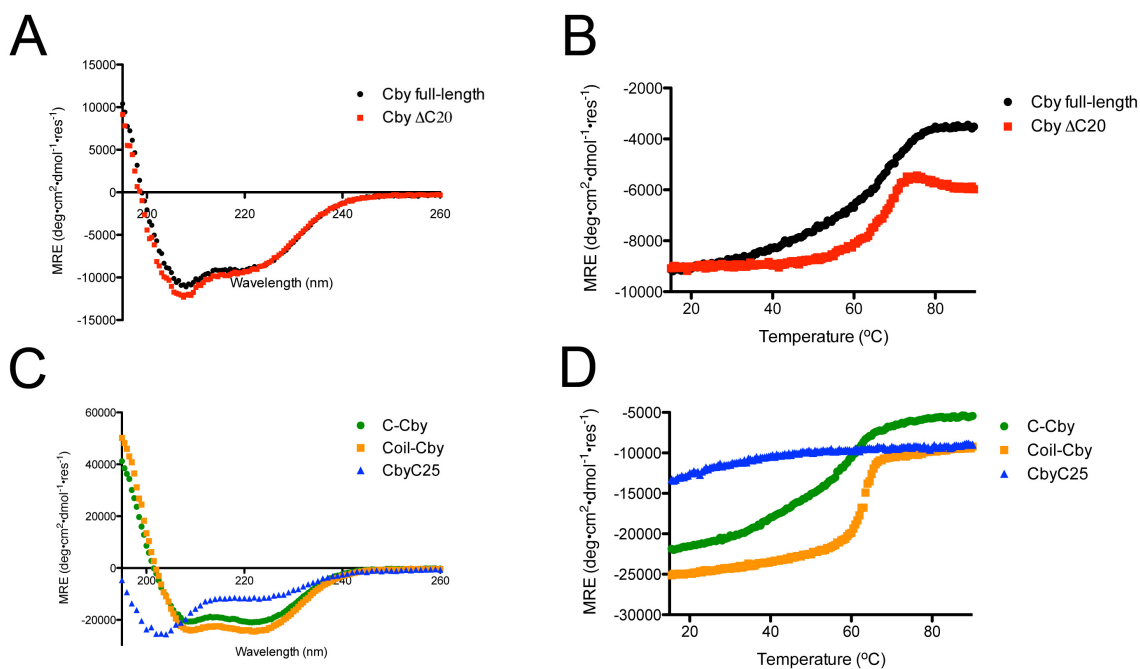 A
MRE (deg•cm²•dmol⁻¹•res⁻¹)
15000
10000
5000
0
-5000
-10000
-15000
200
220
240
260
Wavelength (nm)
Cby full-length
Cby ΔC20
B
MRE (deg•cm²•dmol⁻¹•res⁻¹)
-2000
-4000
-6000
-8000
-10000
20
40
60
80
Temperature (ºC)
Cby full-length
Cby ΔC20
C
MRE (deg•cm²•dmol⁻¹•res⁻¹)
60000
40000
20000
0
-20000
200
220
240
260
Wavelength (nm)
C-Cby
Coil-Cby
CbyC25
D
MRE (deg•cm²•dmol⁻¹•res⁻¹)
-5000
-10000
-15000
-20000
-25000
-30000
20
40
60
80
Temperature (ºC)
C-Cby
Coil-Cby
CbyC25